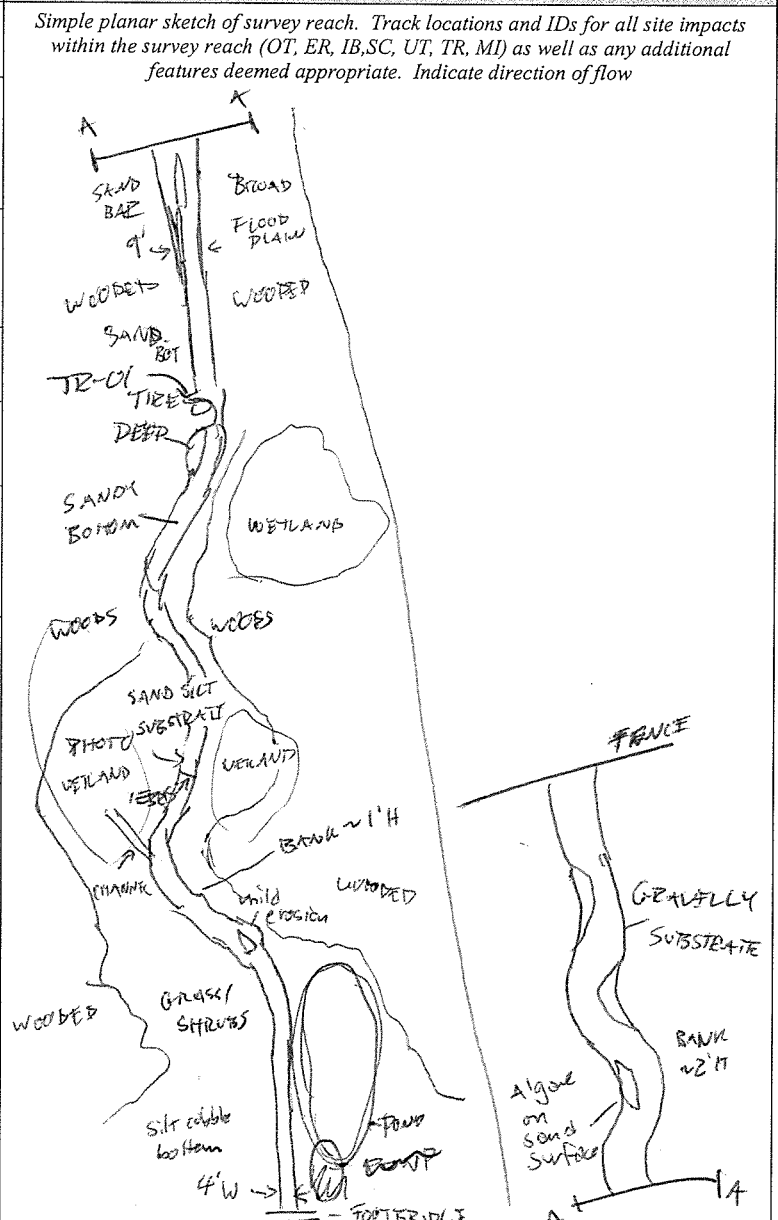 Simple planar sketch of survey reach. Track locations and IDs for all site impacts
within the survey reach (OT, ER, IB,SC, UT, TR, MI) as well as any additional
features deemed appropriate. Indicate direction of flow
A
A'
SAND
BAR
BROAD
FLOOD
PLAIN
9'
WOODED
WOODED
SAND
BOT
TR-01
TIRE
DEEP
SANDY
BOTTOM
WETLAND
WOODS
WOODS
SAND SILT
SUBSTRATE
PHOTO
WETLAND
WETLAND
BANK ~1'H
CHANNEL
mild
erosion
WOODED
WOODED
GRASS/
SHRUBS
silt cobble
bottom
POND
4'W
FOOTBRIDGE
FENCE
GRAVELLY
SUBSTRATE
BANK
~2'H
Algae
on
sand
surface
A
A